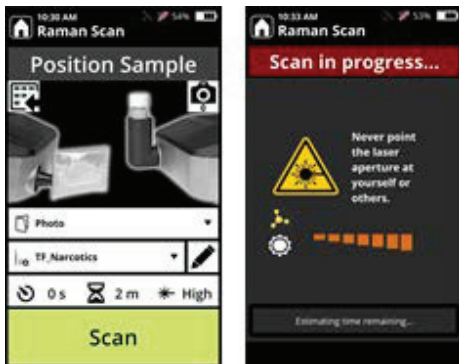 10:30 AM
54%
Raman Scan
Position Sample
Photo
TF_Narcotics
0 s
2 m
High
Scan
10:33 AM
53%
Raman Scan
Scan in progress...
Never point
the laser
aperture at
yourself or
others.
Estimating time remaining...